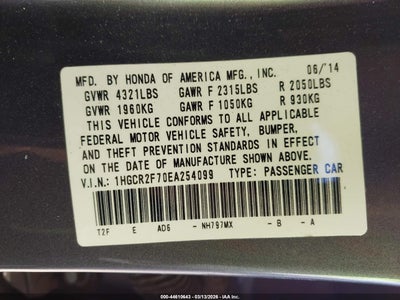 MFD. BY HONDA OF AMERICA MFG., INC. 06/14
GVWR 4321LBS GAWR F 2315LBS R 2050LBS
GVWR 1960KG GAWR F 1050KG R 930KG
THIS VEHICLE CONFORMS TO ALL APPLICABLE
FEDERAL MOTOR VEHICLE SAFETY, BUMPER,
AND THEFT PREVENTION STANDARDS IN EFFECT
ON THE DATE OF MANUFACTURE SHOWN ABOVE.
V.I.N.: 1HGCR2F70EA254099 TYPE: PASSENGER CAR
T2F E AD6 -NH797MX -B -A
000-44610643 - 03/13/2026 - IAA Inc.